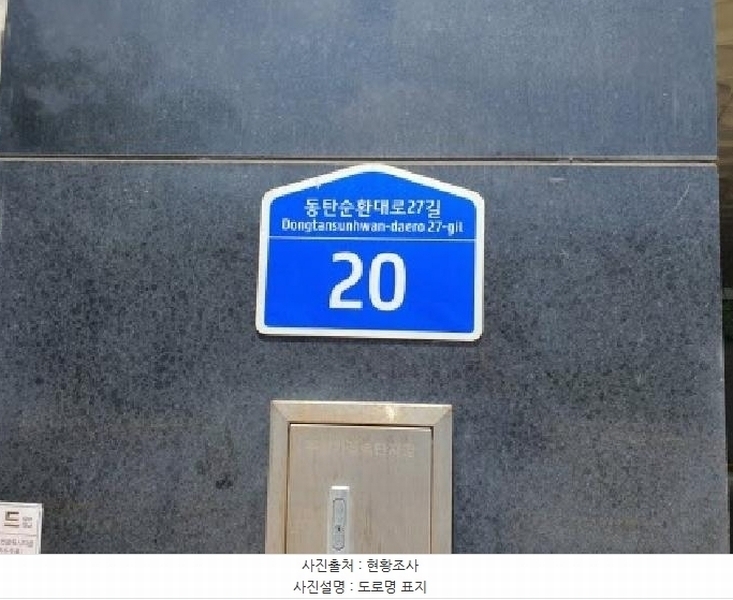 동탄순환대로27길
Dongtansunhwan-daero 27-gil
20
사진출처 : 현황조사
사진설명 : 도로명 표지